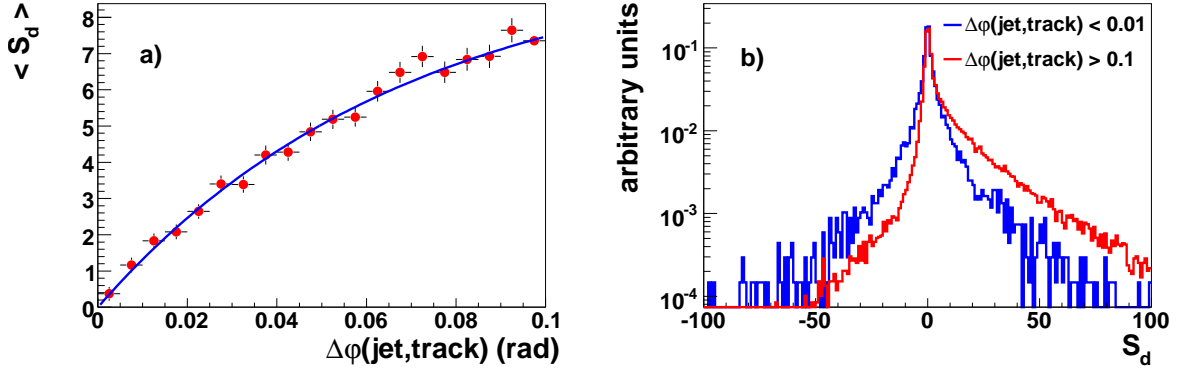 < S_d >
8
7
6
5
4
3
2
1
0
a)
0 0.02 0.04 0.06 0.08 0.1
Δφ(jet,track) (rad)
arbitrary units
10^-1
10^-2
10^-3
10^-4
b)
Δφ(jet,track) < 0.01
Δφ(jet,track) > 0.1
-100 -50 0 50 100
S_d